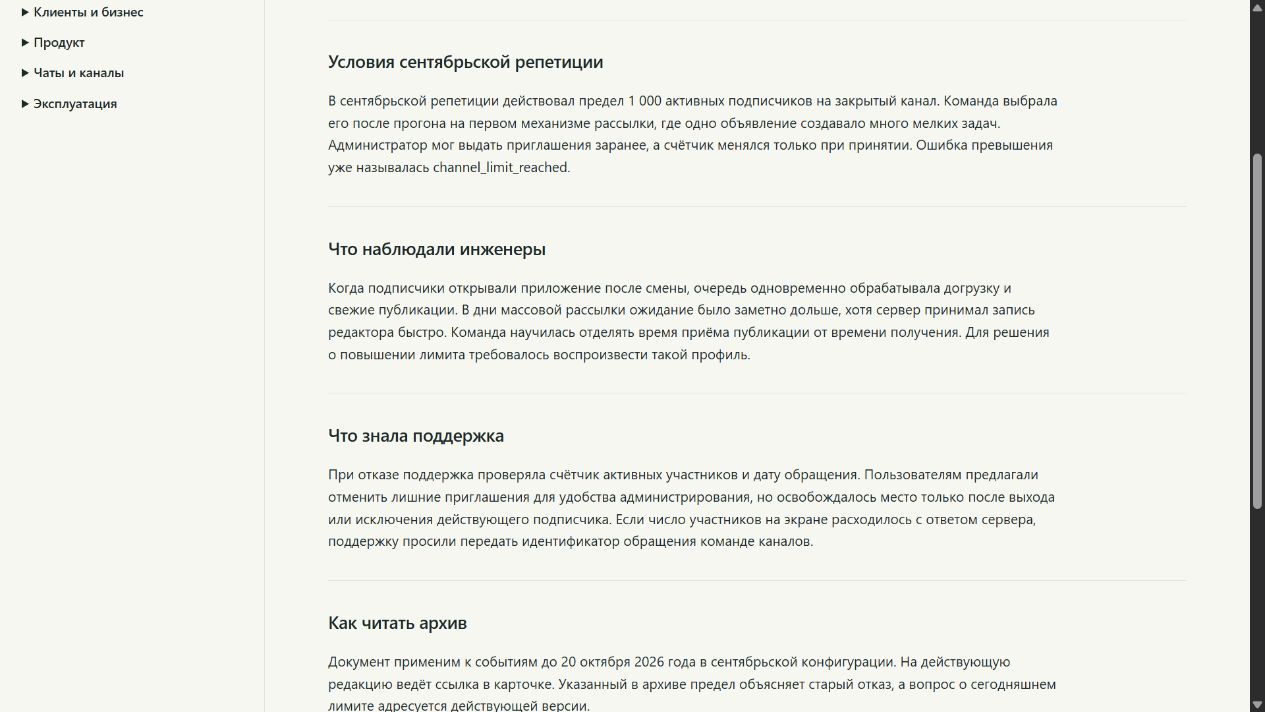 Клиенты и бизнес
Продукт
Чаты и каналы
Эксплуатация
Условия сентябрьской репетиции
В сентябрьской репетиции действовал предел 1 000 активных подписчиков на закрытый канал. Команда выбрала
его после прогона на первом механизме рассылки, где одно объявление создавало много мелких задач.
Администратор мог выдать приглашения заранее, а счётчик менялся только при принятии. Ошибка превышения
уже называлась channel_limit_reached.
Что наблюдали инженеры
Когда подписчики открывали приложение после смены, очередь одновременно обрабатывала догрузку и
свежие публикации. В дни массовой рассылки ожидание было заметно дольше, хотя сервер принимал запись
редактора быстро. Команда научилась отделять время приёма публикации от времени получения. Для решения
о повышении лимита требовалось воспроизвести такой профиль.
Что знала поддержка
При отказе поддержка проверяла счётчик активных участников и дату обращения. Пользователям предлагали
отменить лишние приглашения для удобства администрирования, но освобождалось место только после выхода
или исключения действующего подписчика. Если число участников на экране расходилось с ответом сервера,
поддержку просили передать идентификатор обращения команде каналов.
Как читать архив
Документ применим к событиям до 20 октября 2026 года в сентябрьской конфигурации. На действующую
редакцию ведёт ссылка в карточке. Указанный в архиве предел объясняет старый отказ, а вопрос о сегодняшнем
лимите адресуется действующей версии.